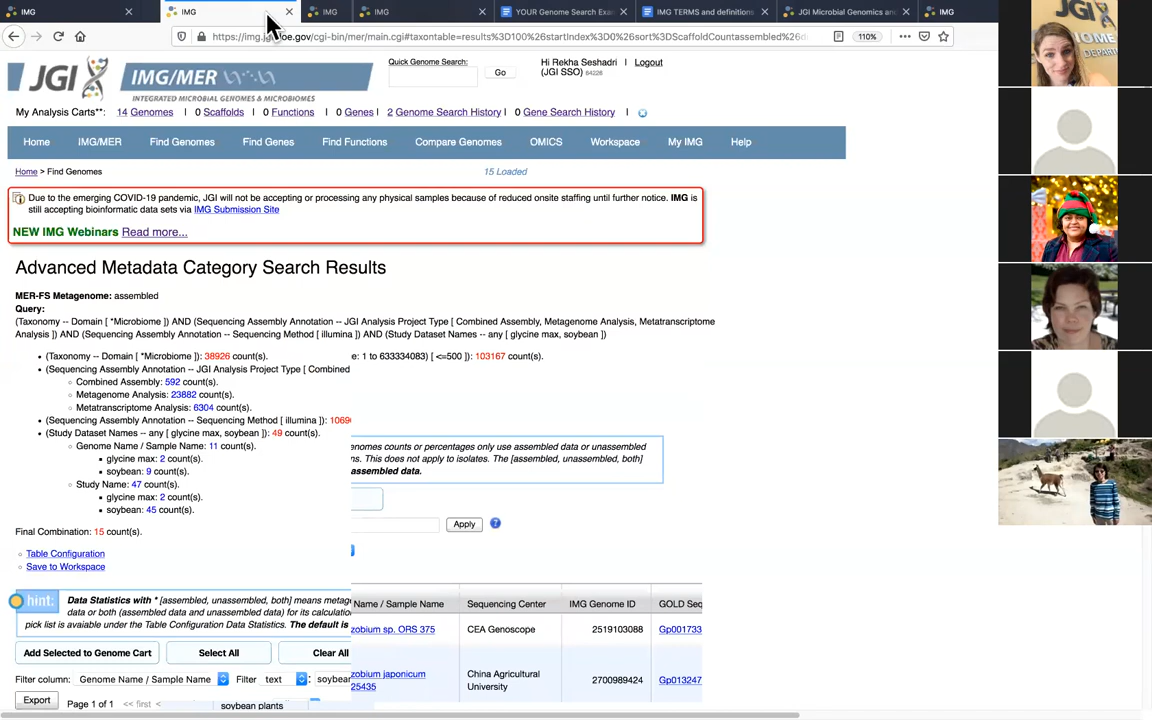 IMG
IMG
IMG
IMG
YOUR Genome Search Exa
IMG TERMS and definitions
JGI Microbial Genomics and
IMG
https://img.jgi.doe.gov/cgi-bin/mer/main.cgi#taxontable=results%3D100%26startIndex%3D0%26sort%3DScaffoldCountassembled%26d
110%
JGI
IMG/MER
INTEGRATED MICROBIAL GENOMES & MICROBIOMES
Quick Genome Search:
Go
Hi Rekha Seshadri
(JGI SSO) 84226
Logout
My Analysis Carts**: 14 Genomes | 0 Scaffolds | 0 Functions | 0 Genes | 2 Genome Search History | 0 Gene Search History
Home IMG/MER Find Genomes Find Genes Find Functions Compare Genomes OMICS Workspace My IMG Help
Home > Find Genomes
15 Loaded
Due to the emerging COVID-19 pandemic, JGI will not be accepting or processing any physical samples because of reduced onsite staffing until further notice. IMG is
still accepting bioinformatic data sets via IMG Submission Site
NEW IMG Webinars Read more...
Advanced Metadata Category Search Results
MER-FS Metagenome: assembled
Query:
(Taxonomy -- Domain [ *Microbiome ]) AND (Sequencing Assembly Annotation -- JGI Analysis Project Type [ Combined Assembly, Metagenome Analysis, Metatranscriptome
Analysis ]) AND (Sequencing Assembly Annotation -- Sequencing Method [ illumina ]) AND (Study Dataset Names -- any [ glycine max, soybean ])
(Taxonomy -- Domain [ *Microbiome ]): 38926 count(s).
e: 1 to 633334083) [ <=500 ]: 103167 count(s).
(Sequencing Assembly Annotation -- JGI Analysis Project Type [ Combined
Combined Assembly: 592 count(s).
Metagenome Analysis: 23882 count(s).
Metatranscriptome Analysis: 6304 count(s).
(Sequencing Assembly Annotation -- Sequencing Method [ illumina ]): 1069
(Study Dataset Names -- any [ glycine max, soybean ]): 49 count(s).
Genome Name / Sample Name: 11 count(s).
glycine max: 2 count(s).
soybean: 9 count(s).
Study Name: 47 count(s).
glycine max: 2 count(s).
soybean: 45 count(s).
enomes counts or percentages only use assembled data or unassembled
ns. This does not apply to isolates. The [assembled, unassembled, both]
assembled data.
Apply
Final Combination: 15 count(s).
Table Configuration
Save to Workspace
hint:
Data Statistics with * [assembled, unassembled, both] means metag
data or both (assembled data and unassembled data) for its calculatio
pick list is avaiable under the Table Configuration Data Statistics. The default is
Name / Sample Name
Sequencing Center
IMG Genome ID
GOLD Seq
zobium sp. ORS 375
CEA Genoscope
2519103088
Gp001733
zobium japonicum
25435
China Agricultural
University
2700989424
Gp013247
Add Selected to Genome Cart
Select All
Clear All
Filter column: Genome Name / Sample Name
Filter text : soybean
Export
Page 1 of 1 << first <
soybean plants
JGI
OME
DEPAR